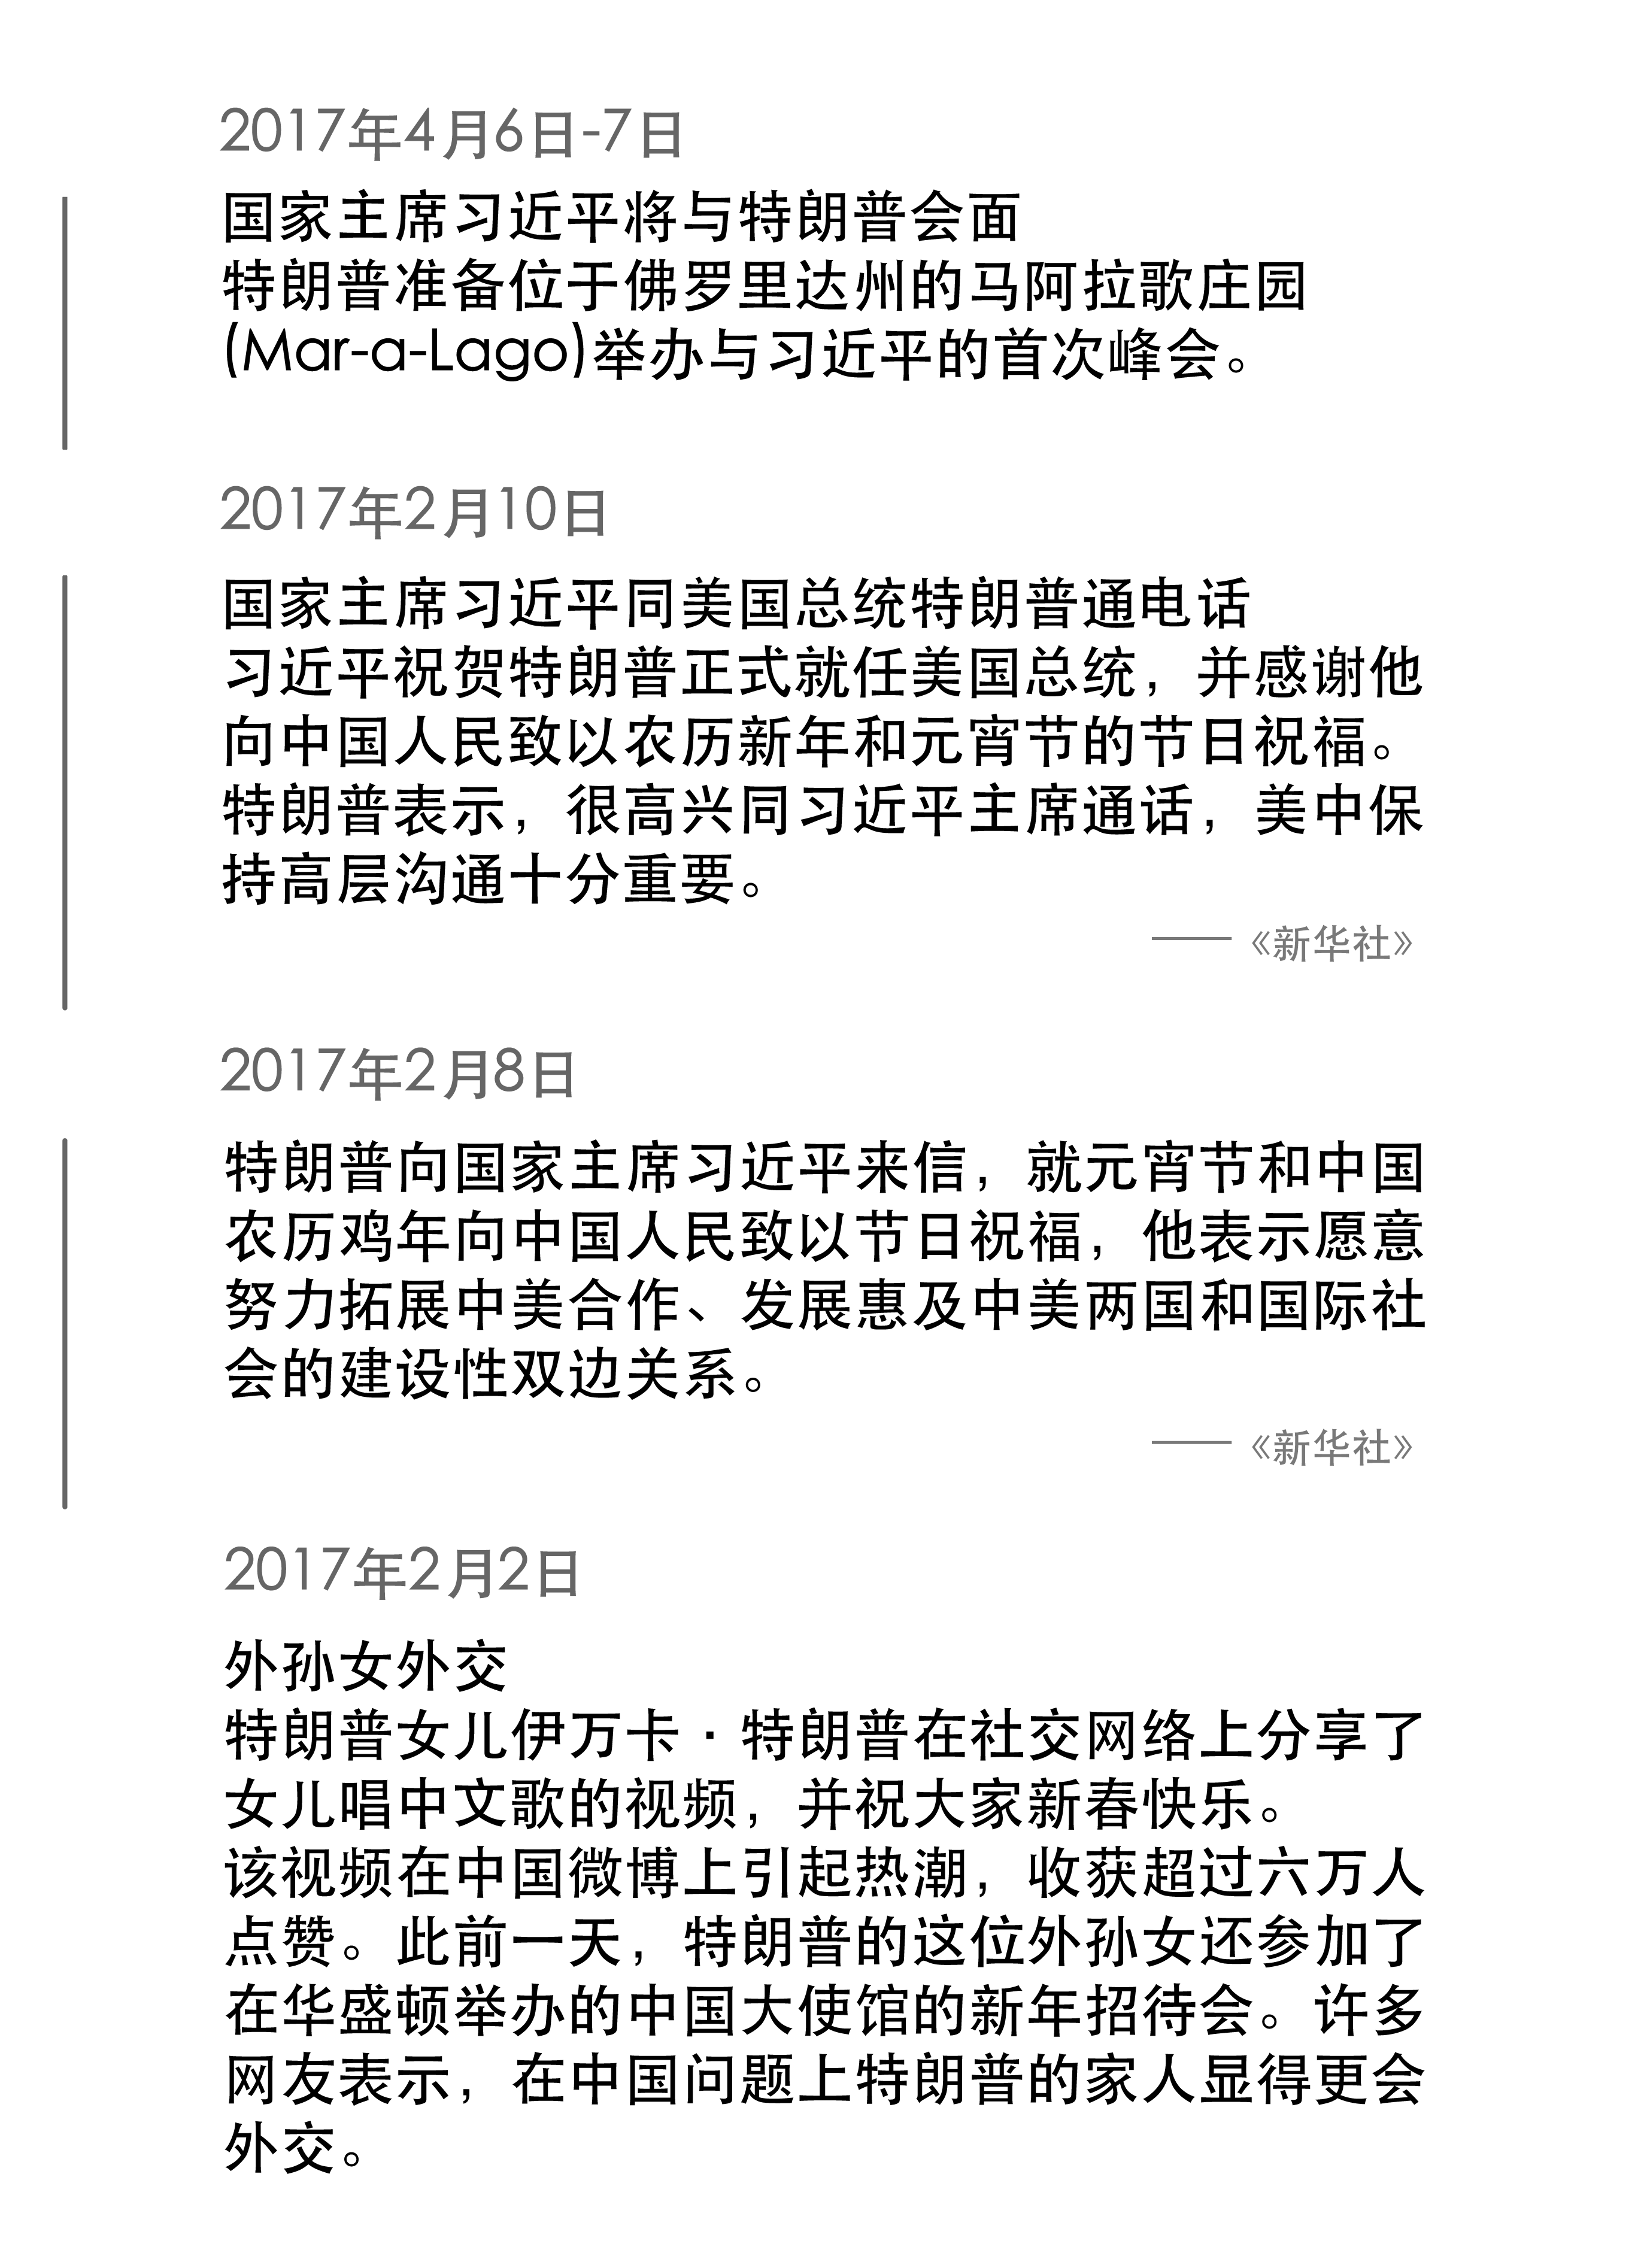 2017年4月6日-7日
国家主席习近平将与特朗普会面
特朗普准备位于佛罗里达州的马阿拉歌庄园
(Mar-a-Lago)举办与习近平的首次峰会。
2017年2月10日
国家主席习近平同美国总统特朗普通电话
习近平祝贺特朗普正式就任美国总统，并感谢他
向中国人民致以农历新年和元宵节的节日祝福。
特朗普表示，很高兴同习近平主席通话，美中保
持高层沟通十分重要。
——《新华社》
2017年2月8日
特朗普向国家主席习近平来信，就元宵节和中国
农历鸡年向中国人民致以节日祝福，他表示愿意
努力拓展中美合作、发展惠及中美两国和国际社
会的建设性双边关系。
——《新华社》
2017年2月2日
外孙女外交
特朗普女儿伊万卡·特朗普在社交网络上分享了
女儿唱中文歌的视频，并祝大家新春快乐。
该视频在中国微博上引起热潮，收获超过六万人
点赞。此前一天，特朗普的这位外孙女还参加了
在华盛顿举办的中国大使馆的新年招待会。许多
网友表示，在中国问题上特朗普的家人显得更会
外交。